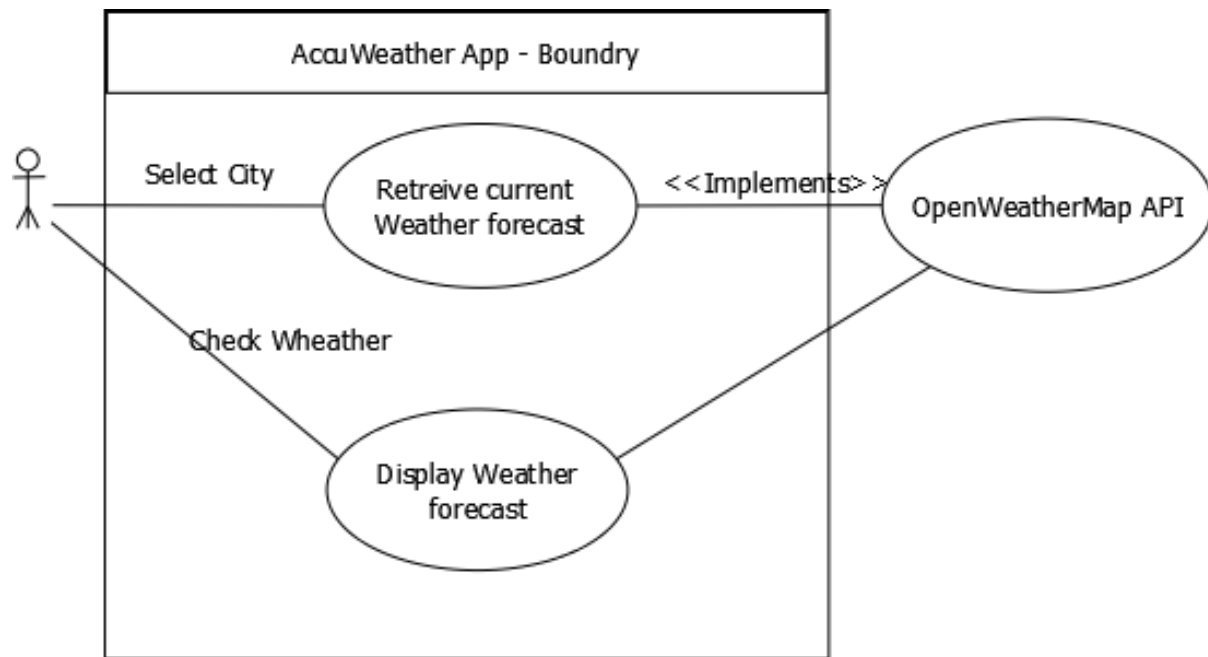 AccuWeather App - Boundry
Select City
Retreive current
Weather forecast
<<Implements>>
OpenWeatherMap API
Check Wheather
Display Weather
forecast